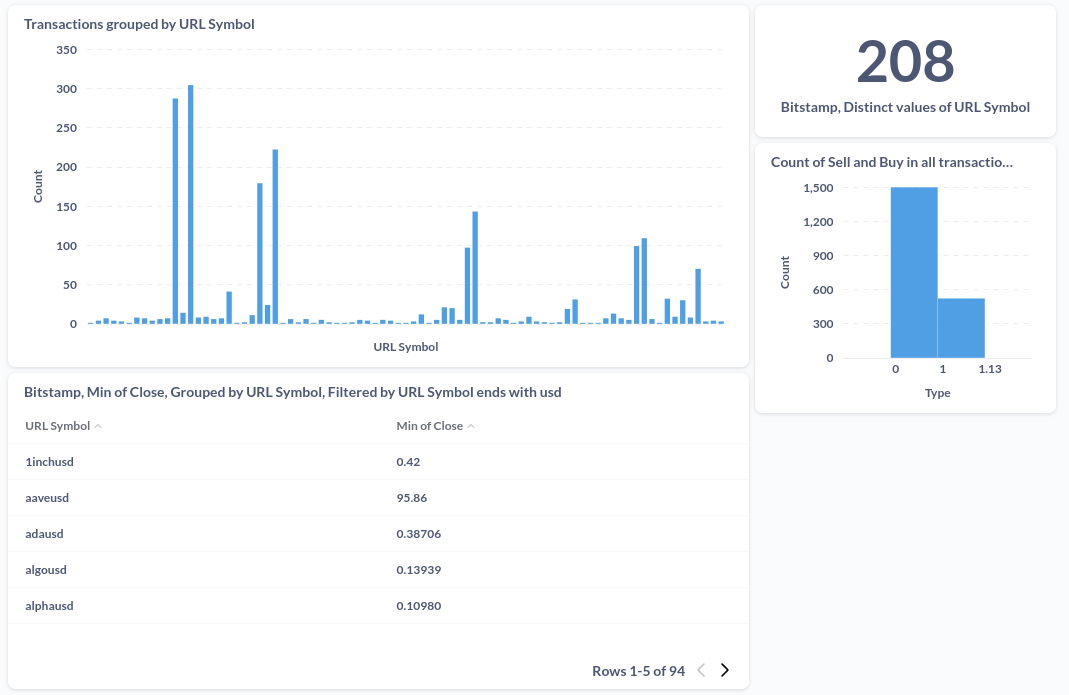 Transactions grouped by URL Symbol
350
300
250
200
150
100
50
0
Count
URL Symbol
208
Bitstamp, Distinct values of URL Symbol
Count of Sell and Buy in all transactio...
1,500
1,200
900
600
300
0
Count
0 1 1.13
Type
Bitstamp, Min of Close, Grouped by URL Symbol, Filtered by URL Symbol ends with usd
URL Symbol Min of Close
1inchusd 0.42
aaveusd 95.86
adausd 0.38706
algousd 0.13939
alphausd 0.10980
Rows 1-5 of 94